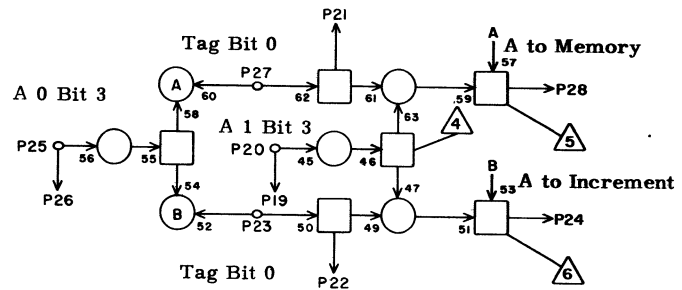 P21
Tag Bit 0
A
57
A to Memory
A
60
P27
62
61
59
P28
A 0 Bit 3
58
63
A 1 Bit 3
4
5
P25
56
55
P20
45
46
54
47
B
53
A to Increment
P26
P19
B
52
P23
50
49
51
P24
Tag Bit 0
P22
6